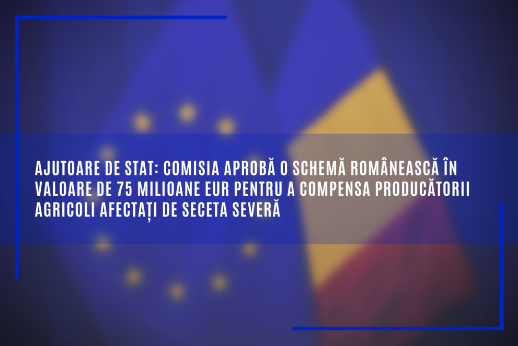 AJUTOARE DE STAT: COMISIA APROBĂ O SCHEMĂ ROMÂNEASCĂ ÎN
VALOARE DE 75 MILIOANE EUR PENTRU A COMPENSA PRODUCĂTORII
AGRICOLI AFECTAȚI DE SECETA SEVERĂ